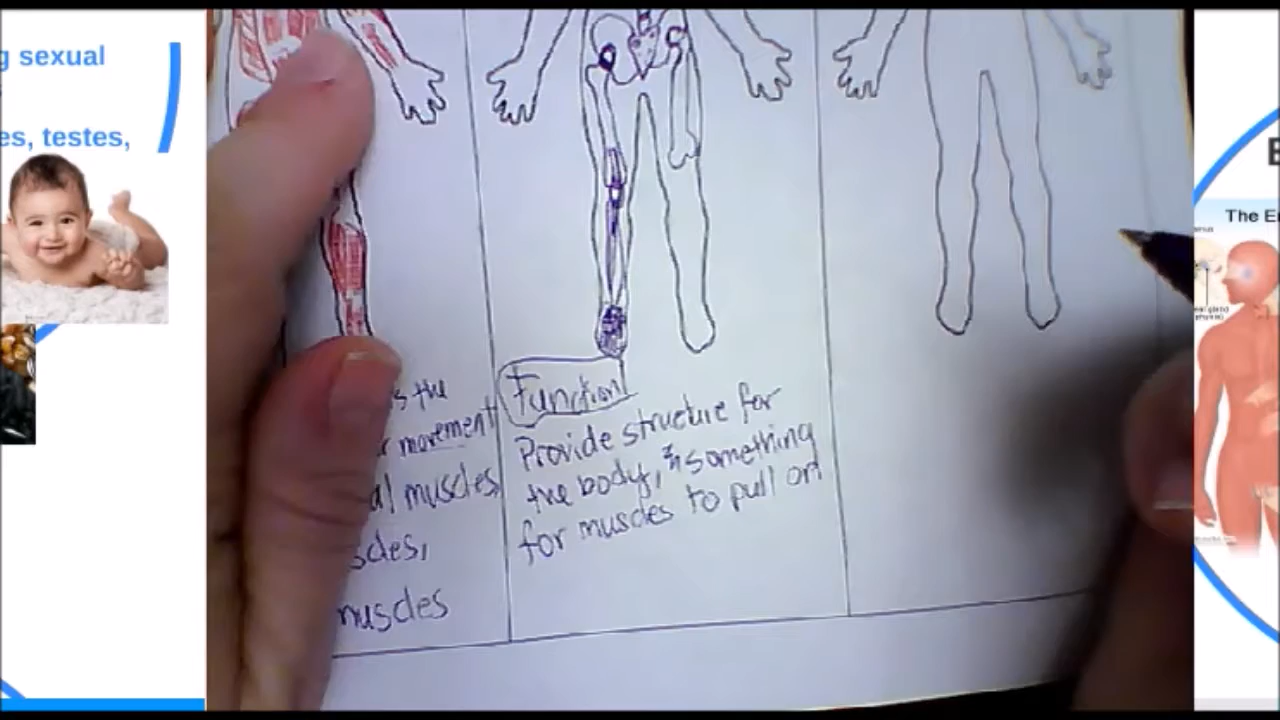 g sexual
es, testes,
s the
r movement
al muscles,
scles,
muscles
Function
Provide structure for
the body, & something
for muscles to pull on
The E